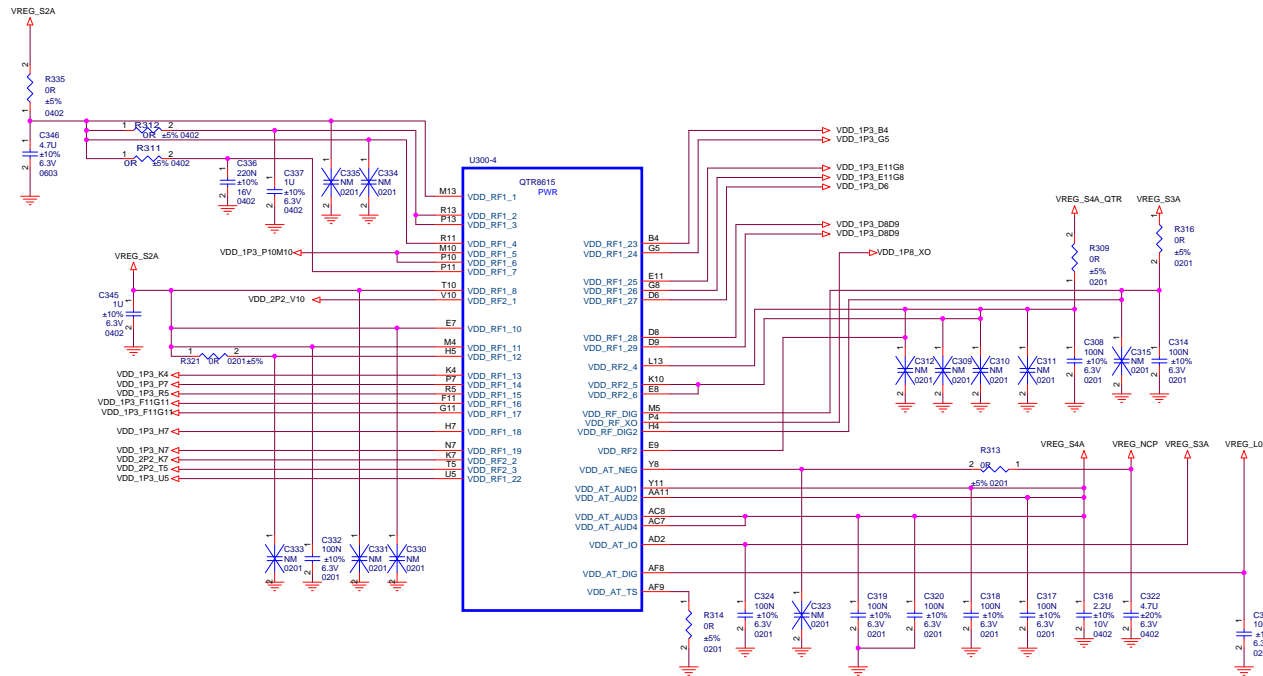 VREG_S2A
R335
0R
±5%
0402
C346
4.7U
±10%
6.3V
0603
1 R312 2
0R ±5% 0402
1 R311 2
0R ±5% 0402
C336
220N
±10%
16V
0402
C337
1U
±10%
6.3V
0402
C335
NM
0201
C334
NM
0201
VDD_1P3_P10M10
VREG_S2A
C345
1U
±10%
6.3V
0402
VDD_2P2_V10
1 2
R321 0R 0201±5%
VDD_1P3_K4
VDD_1P3_P7
VDD_1P3_R5
VDD_1P3_F11G11
VDD_1P3_F11G11
VDD_1P3_H7
VDD_1P3_N7
VDD_2P2_K7
VDD_2P2_T5
VDD_1P3_U5
C333
NM
0201
C332
100N
±10%
6.3V
0201
C331
NM
0201
C330
NM
0201
U300-4
QTR8615
PWR
M13 VDD_RF1_1
R13 VDD_RF1_2
P13 VDD_RF1_3
R11 VDD_RF1_4
M10 VDD_RF1_5
P10 VDD_RF1_6
P11 VDD_RF1_7
T10 VDD_RF1_8
V10 VDD_RF2_1
E7 VDD_RF1_10
M4 VDD_RF1_11
H5 VDD_RF1_12
K4 VDD_RF1_13
P7 VDD_RF1_14
R5 VDD_RF1_15
F11 VDD_RF1_16
G11 VDD_RF1_17
H7 VDD_RF1_18
N7 VDD_RF1_19
K7 VDD_RF2_2
T5 VDD_RF2_3
U5 VDD_RF1_22
VDD_RF1_23 B4
VDD_RF1_24 G5
VDD_RF1_25 E11
VDD_RF1_26 G8
VDD_RF1_27 D6
VDD_RF1_28 D8
VDD_RF1_29 D9
VDD_RF2_4 L13
VDD_RF2_5 K10
VDD_RF2_6 E8
VDD_RF_DIG M5
VDD_RF_XO P4
VDD_RF_DIG2 H4
VDD_RF2 E9
VDD_AT_NEG Y8
VDD_AT_AUD1 Y11
VDD_AT_AUD2 AA11
VDD_AT_AUD3 AC8
VDD_AT_AUD4 AC7
VDD_AT_IO AD2
VDD_AT_DIG AF8
VDD_AT_TS AF9
VDD_1P3_B4
VDD_1P3_G5
VDD_1P3_E11G8
VDD_1P3_E11G8
VDD_1P3_D6
VDD_1P3_D8D9
VDD_1P3_D8D9
VDD_1P8_XO
VREG_S4A_QTR
R309
0R
±5%
0201
VREG_S3A
R316
0R
±5%
0201
C312
NM
0201
C309
NM
0201
C310
NM
0201
C311
NM
0201
C308
100N
±10%
6.3V
0201
C315
NM
0201
C314
100N
±10%
6.3V
0201
R313
2 0R 1
±5% 0201
VREG_S4A
VREG_NCP
VREG_S3A
VREG_L0
R314
0R
±5%
0201
C324
100N
±10%
6.3V
0201
C323
NM
0201
C319
100N
±10%
6.3V
0201
C320
100N
±10%
6.3V
0201
C318
100N
±10%
6.3V
0201
C317
100N
±10%
6.3V
0201
C316
2.2U
±10%
10V
0402
C322
4.7U
±20%
6.3V
0402